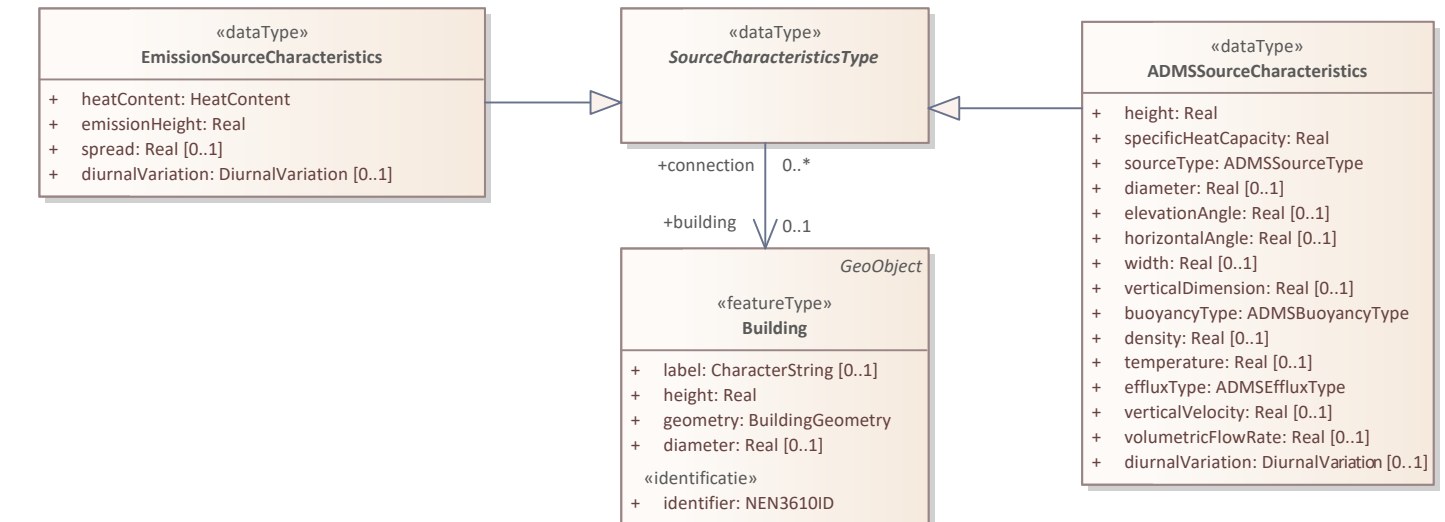 «dataType»
EmissionSourceCharacteristics
+ heatContent: HeatContent
+ emissionHeight: Real
+ spread: Real [0..1]
+ diurnalVariation: DiurnalVariation [0..1]
«dataType»
SourceCharacteristicsType
+connection 0..*
+building 0..1
GeoObject
«featureType»
Building
+ label: CharacterString [0..1]
+ height: Real
+ geometry: BuildingGeometry
+ diameter: Real [0..1]
«identificatie»
+ identifier: NEN3610ID
«dataType»
ADMSSourceCharacteristics
+ height: Real
+ specificHeatCapacity: Real
+ sourceType: ADMSSourceType
+ diameter: Real [0..1]
+ elevationAngle: Real [0..1]
+ horizontalAngle: Real [0..1]
+ width: Real [0..1]
+ verticalDimension: Real [0..1]
+ buoyancyType: ADMSBuoyancyType
+ density: Real [0..1]
+ temperature: Real [0..1]
+ effluxType: ADMSEffluxType
+ verticalVelocity: Real [0..1]
+ volumetricFlowRate: Real [0..1]
+ diurnalVariation: DiurnalVariation [0..1]